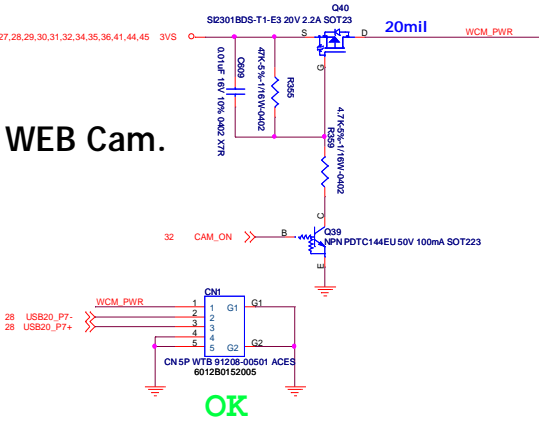 Q40
SI2301BDS-T1-E3 20V 2.2A SOT23
27,28,29,30,31,32,34,35,36,41,44,45 3VS
S
D
20mil
WCM_PWR
G
C609
0.01uF 16V 10% 0402 X7R
R355
47K-5%-1/16W-0402
R359
4.7K-5%-1/16W-0402
WEB Cam.
32 CAM_ON
B
C
Q39
NPN PDTC144EU 50V 100mA SOT223
E
CN1
WCM_PWR
1 1 G1 G1
28 USB20_P7- 2 2
28 USB20_P7+ 3 3
4 4
5 5 G2 G2
CN 5P WTB 91208-00501 ACES
6012B0152005
OK